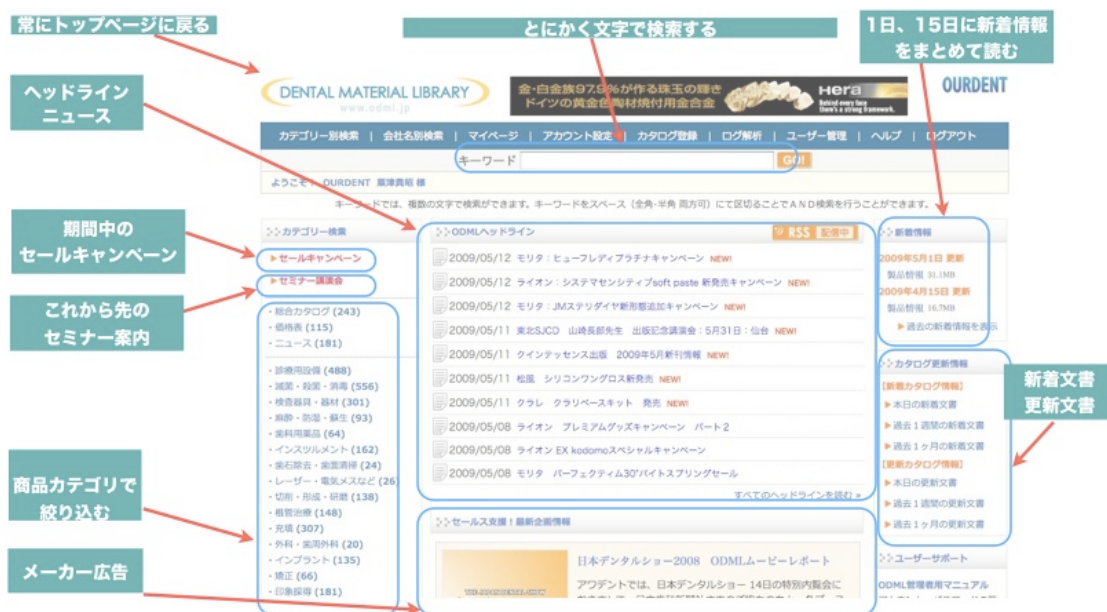 常にトップページに戻る
とにかく文字で検索する
1日、15日に新着情報
をまとめて読む
ヘッドライン
ニュース
DENTAL MATERIAL LIBRARY
www.odml.jp
金・白金族97.9%が作る珠玉の輝き
ドイツの黄金色陶材焼付用金合金
Hera
Behind every face
there's a strong framework.
OURDENT
カテゴリー別検索 | 会社名別検索 | マイページ | アカウント設定 | カタログ登録 | ログ解析 | ユーザー管理 | ヘルプ | ログアウト
キーワード
GO!
ようこそ! OURDENT 粟津貴昭 様
キーワードでは、複数の文字で検索ができます。キーワードをスペース(全角・半角 両方可)にて区切ることでAND検索を行うことができます。
期間中の
セールキャンペーン
これから先の
セミナー案内
商品カテゴリで
絞り込む
メーカー広告
カテゴリー検索
セールキャンペーン
セミナー・講演会
・総合カタログ (243)
・価格表 (115)
・ニュース (181)
・診療用設備 (488)
・滅菌・殺菌・消毒 (556)
・検査器具・器材 (301)
・麻酔・防湿・蘇生 (93)
・歯科用薬品 (64)
・インスツルメント (162)
・歯石除去・歯面清掃 (24)
・レーザー・電気メスなど (26)
・切削・形成・研磨 (138)
・根管治療 (148)
・充填 (307)
・外科・歯周外科 (20)
・インプラント (135)
・矯正 (66)
・印象採得 (181)
ODMLヘッドライン
RSS 配信中
2009/05/12 モリタ:ヒューフレディプラチナキャンペーン NEW!
2009/05/12 ライオン:システマセンシティブsoft paste 新発売キャンペーン NEW!
2009/05/12 モリタ:JMステリダイヤ新形態追加キャンペーン NEW!
2009/05/11 東北SJCD 山崎長郎先生 出版記念講演会:5月31日:仙台 NEW!
2009/05/11 クインテッセンス出版 2009年5月新刊情報 NEW!
2009/05/11 松風 シリコンワングロス新発売 NEW!
2009/05/11 クラレ クラリベースキット 発売 NEW!
2009/05/08 ライオン プレミアムグッズキャンペーン パート2
2009/05/08 ライオン EX kodomoスペシャルキャンペーン
2009/05/08 モリタ パーフェクティム30"バイトスプリングセール
すべてのヘッドラインを読む »
セールス支援!最新企画情報
日本デンタルショー2008 ODMLムービーレポート
アワデントでは、日本デンタルショー 14日の特別内覧会に
新着情報
2009年5月1日 更新
製品情報 31.1MB
2009年4月15日 更新
製品情報 16.7MB
過去の新着情報を表示
カタログ更新情報
[新着カタログ情報]
本日の新着文書
過去1週間の新着文書
過去1ヶ月の新着文書
[更新カタログ情報]
本日の更新文書
過去1週間の更新文書
過去1ヶ月の更新文書
ユーザーサポート
ODML管理者用マニュアル
新着文書
更新文書